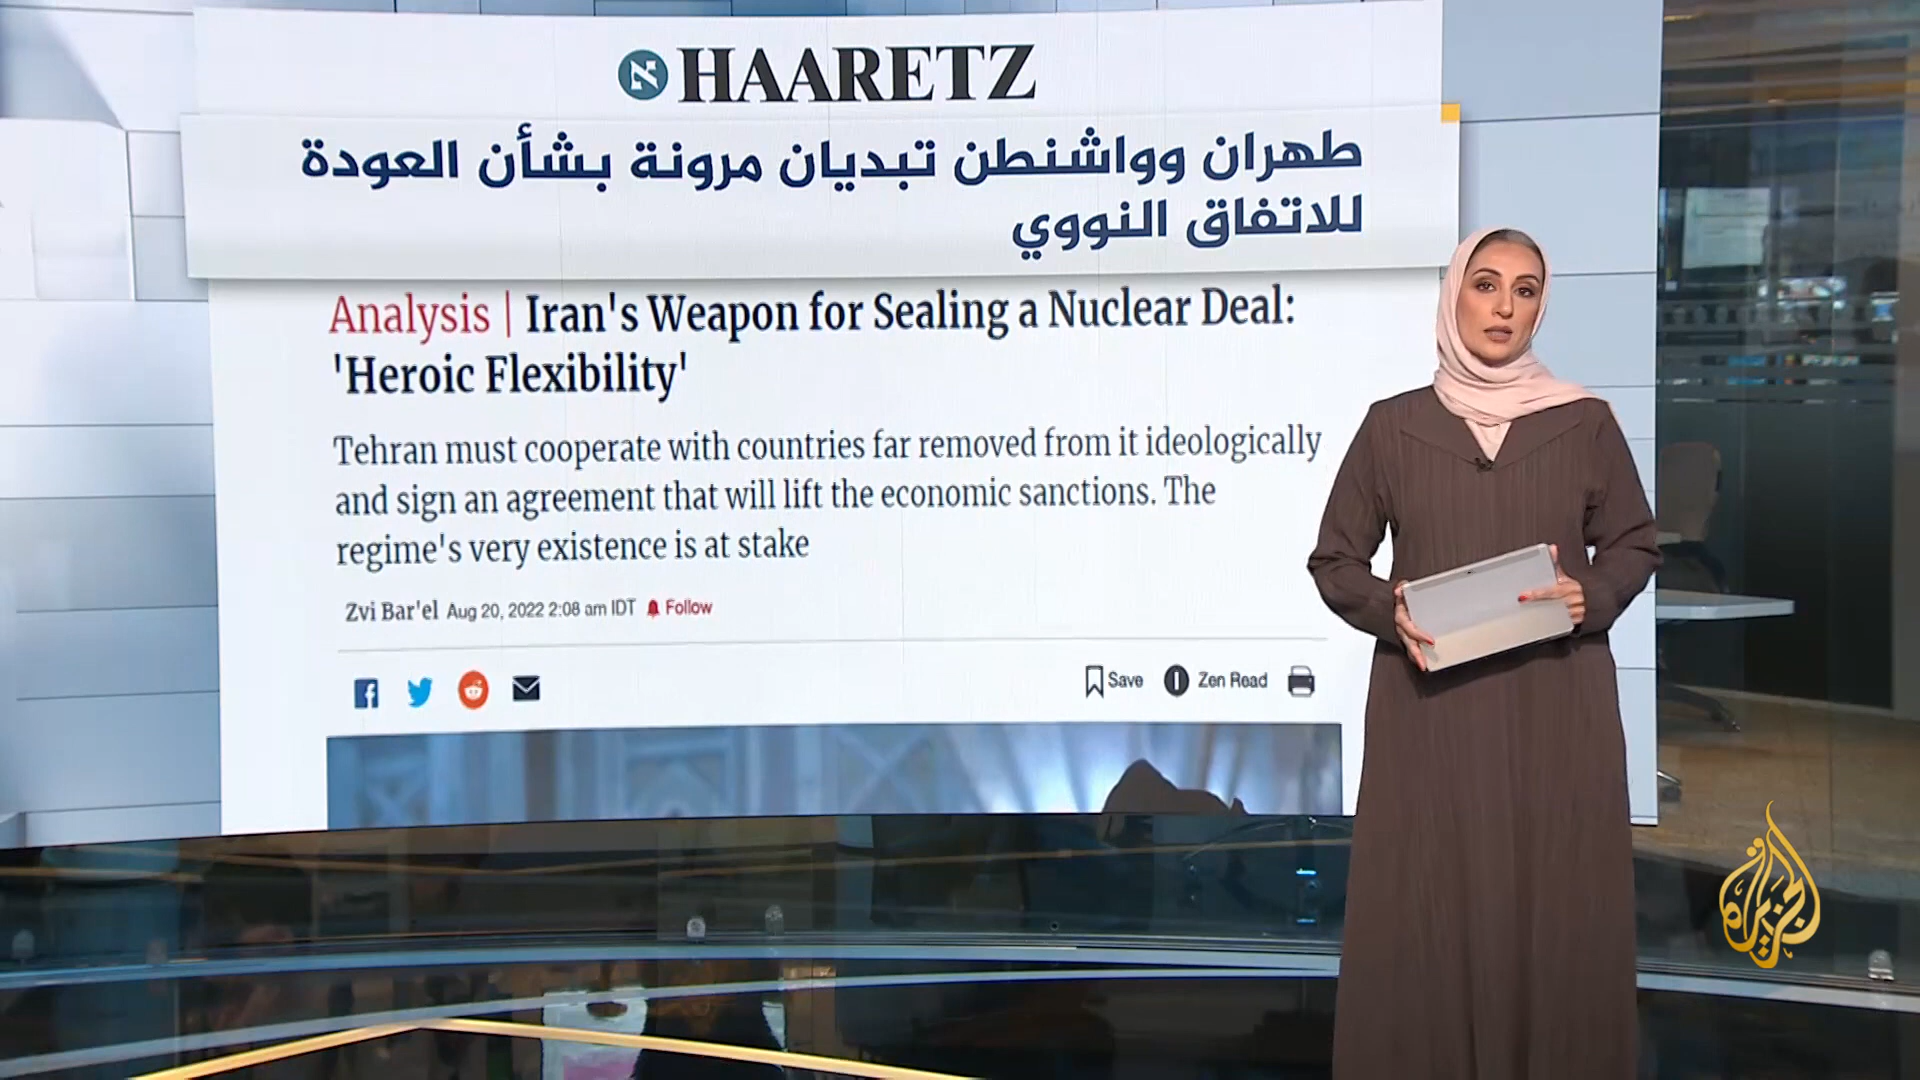 HAARETZ
طهران وواشنطن تبديان مرونة بشأن العودة
للاتفاق النووي
Analysis | Iran's Weapon for Sealing a Nuclear Deal:
'Heroic Flexibility'
Tehran must cooperate with countries far removed from it ideologically
and sign an agreement that will lift the economic sanctions. The
regime's very existence is at stake
Zvi Bar'el Aug 20, 2022 2:08 am IDT Follow
Save Zen Read
الجزيرة